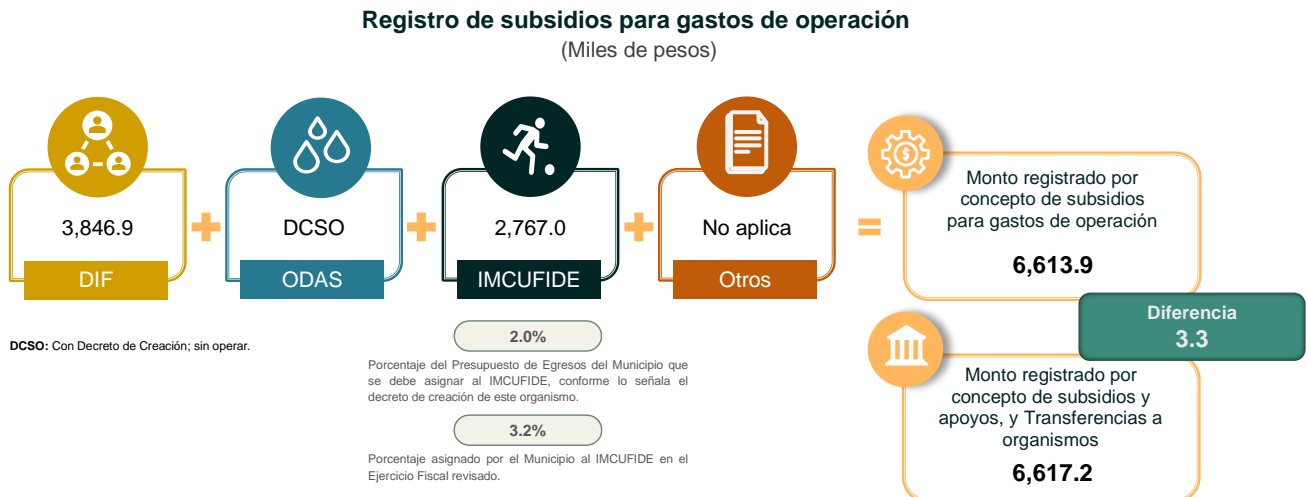 Registro de subsidios para gastos de operación
(Miles de pesos)
3,846.9
DIF
DCSO
ODAS
2,767.0
IMCUFIDE
No aplica
Otros
Monto registrado por
concepto de subsidios
para gastos de operación
6,613.9
Diferencia
3.3
Monto registrado por
concepto de subsidios y
apoyos, y Transferencias a
organismos
6,617.2
DCSO: Con Decreto de Creación; sin operar.
2.0%
Porcentaje del Presupuesto de Egresos del Municipio que
se debe asignar al IMCUFIDE, conforme lo señala el
decreto de creación de este organismo.
3.2%
Porcentaje asignado por el Municipio al IMCUFIDE en el
Ejercicio Fiscal revisado.